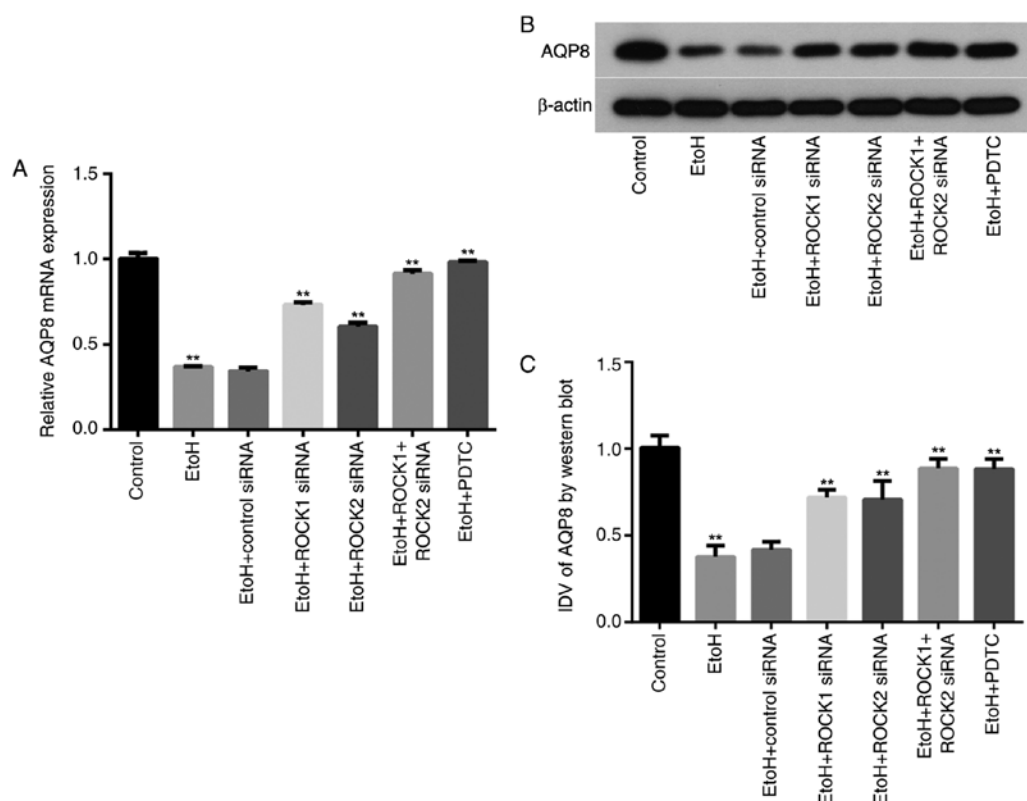 A
Relative AQP8 mRNA expression
1.5
1.0
0.5
0.0
**
**
**
**
**
Control
EtoH
EtoH+control siRNA
EtoH+ROCK1 siRNA
EtoH+ROCK2 siRNA
EtoH+ROCK1+
ROCK2 siRNA
EtoH+PDTC
B
AQP8
β-actin
Control
EtoH
EtoH+control siRNA
EtoH+ROCK1 siRNA
EtoH+ROCK2 siRNA
EtoH+ROCK1+
ROCK2 siRNA
EtoH+PDTC
C
IDV of AQP8 by western blot
1.5
1.0
0.5
0.0
**
**
**
**
**
Control
EtoH
EtoH+control siRNA
EtoH+ROCK1 siRNA
EtoH+ROCK2 siRNA
EtoH+ROCK1+
ROCK2 siRNA
EtoH+PDTC